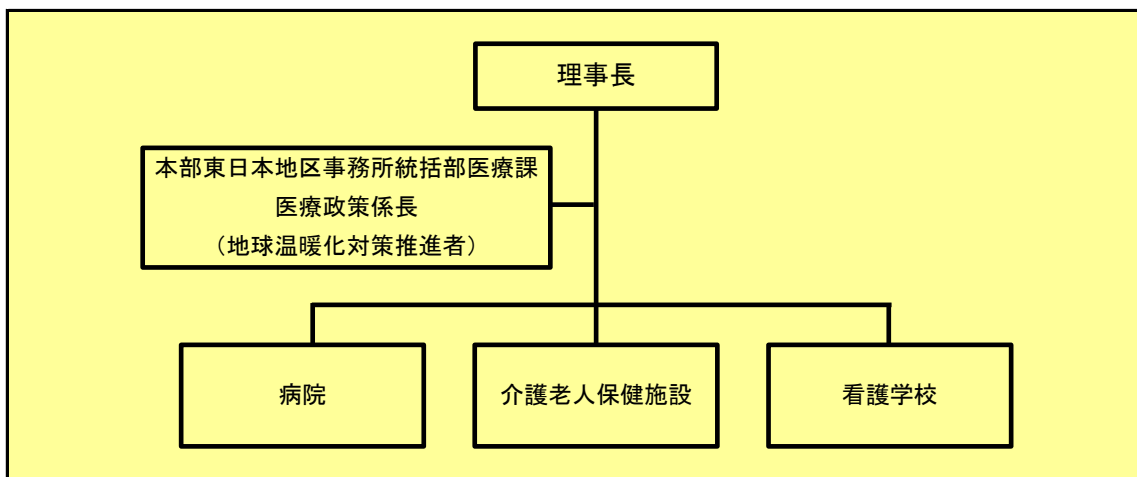 理事長
本部東日本地区事務所統括部医療課
医療政策係長
（地球温暖化対策推進者）
病院
介護老人保健施設
看護学校